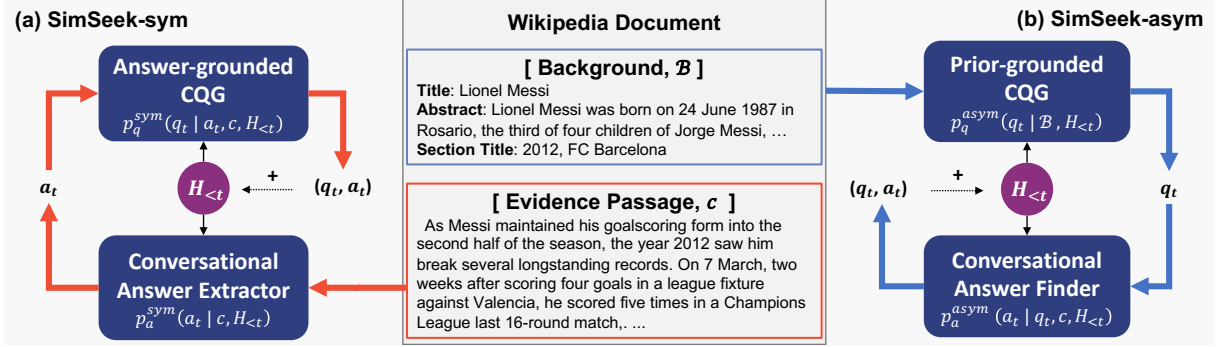 (a) SimSeek-sym
Answer-grounded
CQG
p_q^{sym}(q_t | a_t, c, H_{<t})
a_t
H_{<t}
+
(q_t, a_t)
Conversational
Answer Extractor
p_a^{sym}(a_t | c, H_{<t})
Wikipedia Document
[ Background, ℬ ]
Title: Lionel Messi
Abstract: Lionel Messi was born on 24 June 1987 in
Rosario, the third of four children of Jorge Messi, …
Section Title: 2012, FC Barcelona
[ Evidence Passage, c ]
As Messi maintained his goalscoring form into the
second half of the season, the year 2012 saw him
break several longstanding records. On 7 March, two
weeks after scoring four goals in a league fixture
against Valencia, he scored five times in a Champions
League last 16-round match,. ...
(b) SimSeek-asym
Prior-grounded
CQG
p_q^{asym}(q_t | ℬ, H_{<t})
(q_t, a_t)
+
H_{<t}
q_t
Conversational
Answer Finder
p_a^{asym}(a_t | q_t, c, H_{<t})